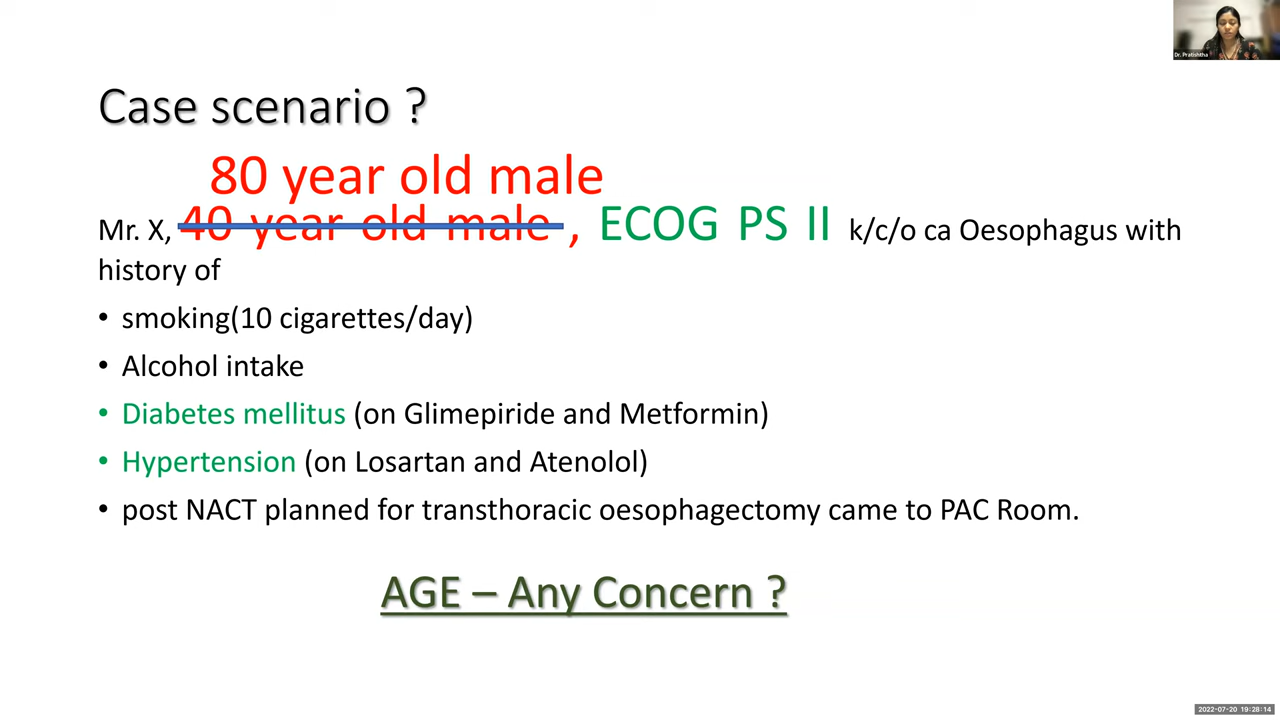 Dr. Pratishtha
Case scenario ?
80 year old male
Mr. X, 40 year old male , ECOG PS II k/c/o ca Oesophagus with
history of
• smoking(10 cigarettes/day)
• Alcohol intake
• Diabetes mellitus (on Glimepiride and Metformin)
• Hypertension (on Losartan and Atenolol)
• post NACT planned for transthoracic oesophagectomy came to PAC Room.
AGE – Any Concern ?
2022-07-20 19:28:14